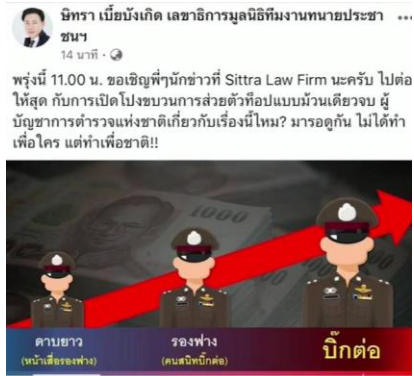 ษิทรา เบี้ยบังเกิด เลขาธิการมูลนิธิทีมงานทนายประชา
ชนฯ
14 นาที ·
พรุ่งนี้ 11.00 น. ขอเชิญพี่ๆนักข่าวที่ Sittra Law Firm นะครับ ไปต่อ
ให้สุด กับการเปิดโปงขบวนการส่วยตัวท็อปแบบม้วนเดียวจบ ผู้
บัญชาการตำรวจแห่งชาติเกี่ยวกับเรื่องนี้ไหม? มารอดูกัน ไม่ได้ทำ
เพื่อใคร แต่ทำเพื่อชาติ!!
1000
1000
ดาบยาว
(หน้าเสื่อรองฟาง)
รองฟาง
(คนสนิทบิ๊กต่อ)
บิ๊กต่อ